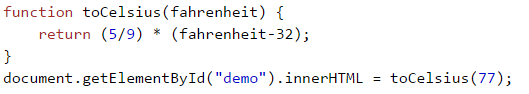 function toCelsius(fahrenheit) {
    return (5/9) * (fahrenheit-32);
}
document.getElementById("demo").innerHTML = toCelsius(77);